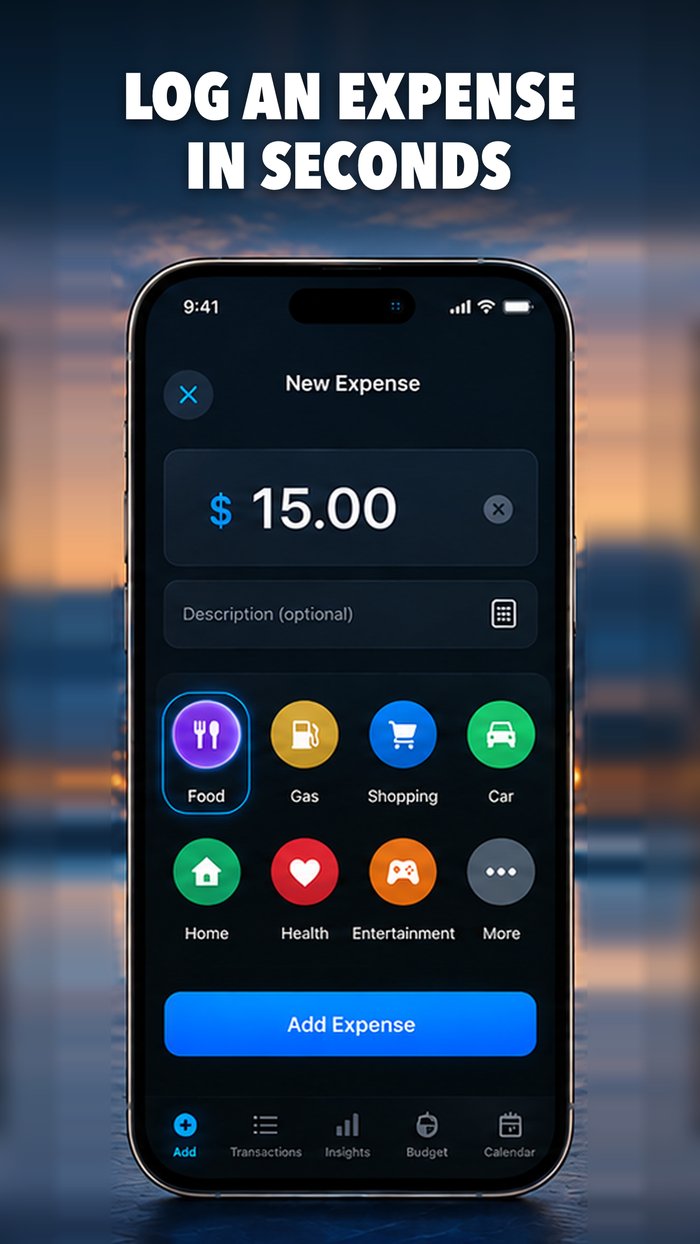 LOG AN EXPENSE
IN SECONDS
9:41
New Expense
$ 15.00
Description (optional)
Food Gas Shopping Car
Home Health Entertainment More
Add Expense
Add Transactions Insights Budget Calendar